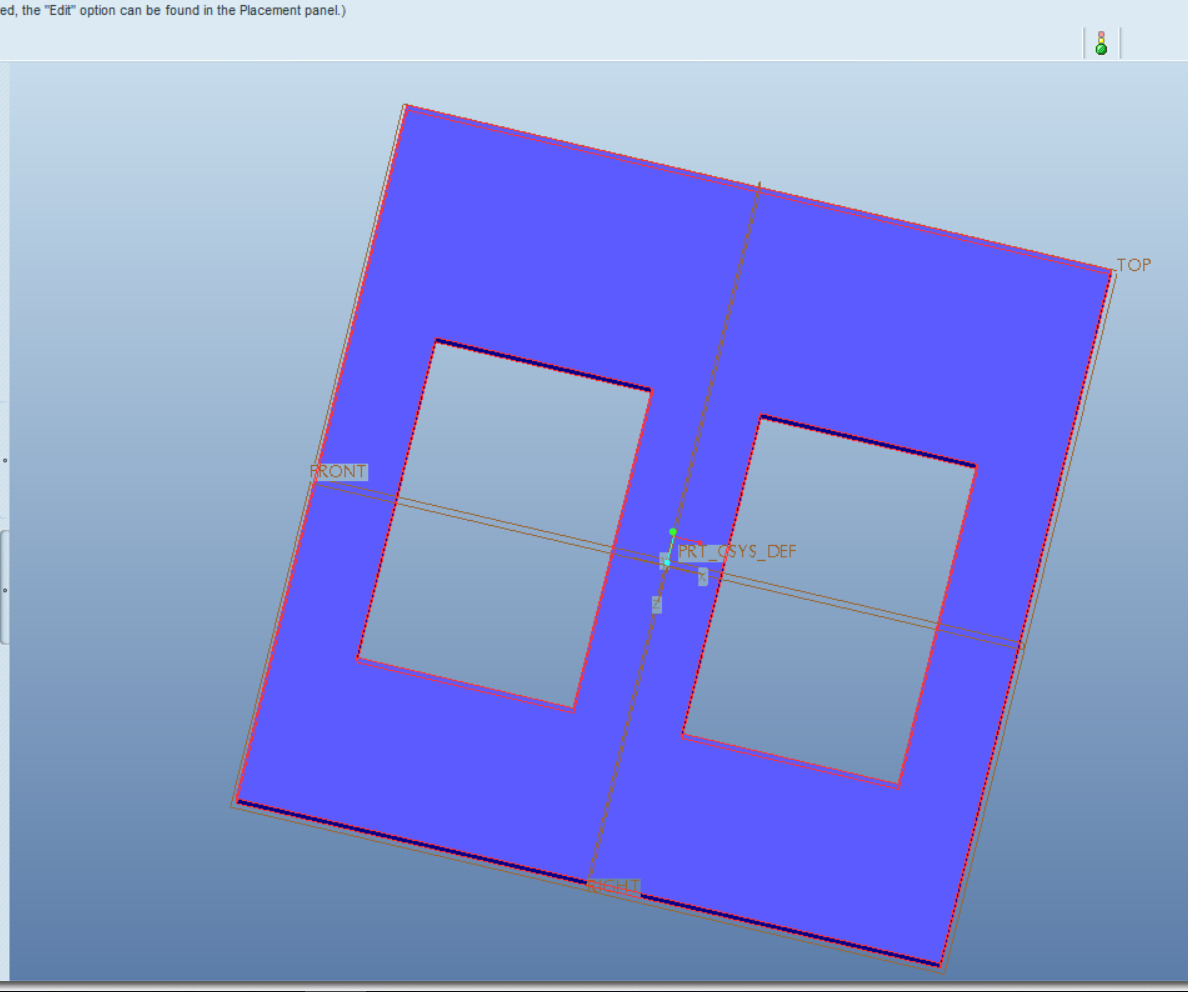 ed, the "Edit" option can be found in the Placement panel.)
TOP
FRONT
PRT_CSYS_DEF
X
Z
RIGHT